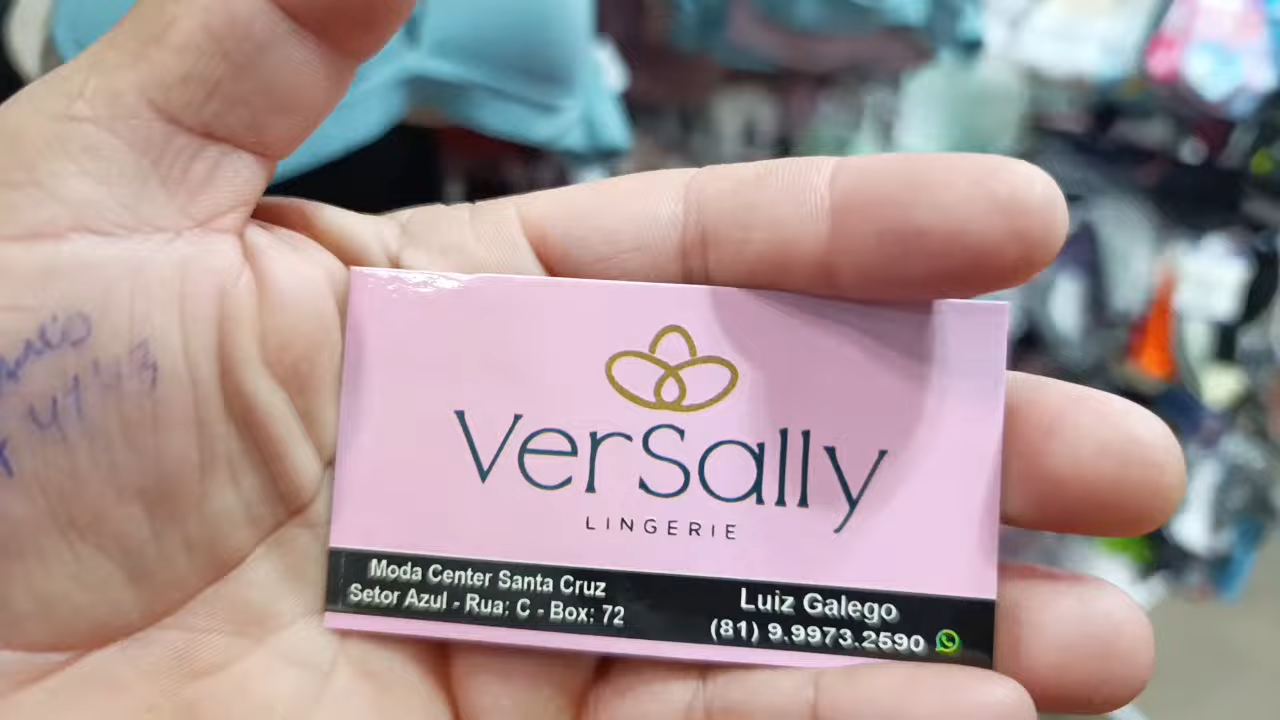 VerSally
LINGERIE
Moda Center Santa Cruz
Setor Azul - Rua: C - Box: 72
Luiz Galego
(81) 9.9973.2590